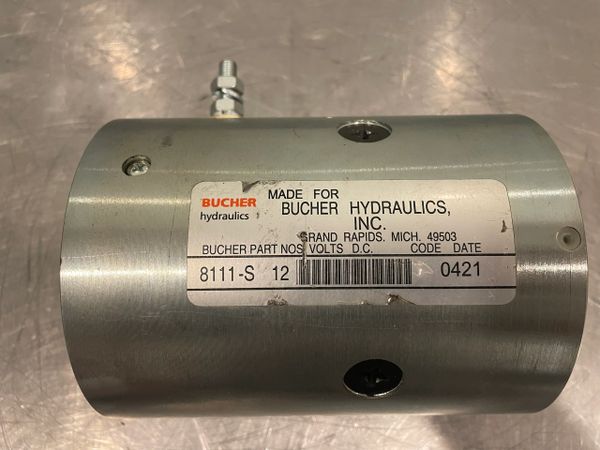 BUCHER
hydraulics
MADE FOR
BUCHER HYDRAULICS,
INC.
GRAND RAPIDS, MICH. 49503
BUCHER PART NOS VOLTS D.C. CODE DATE
8111-S 12 0421